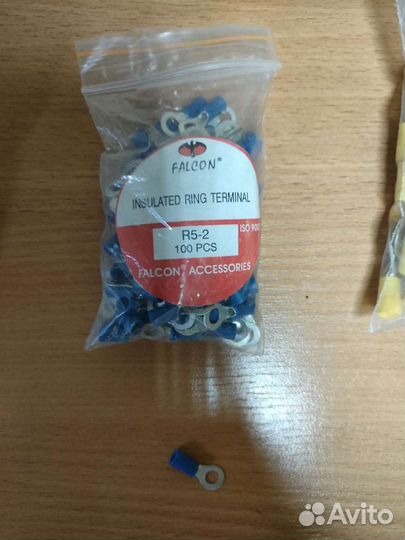 FALCON®
INSULATED RING TERMINAL
R5-2
100 PCS
ISO 900
FALCON ACCESSORIES
Avito